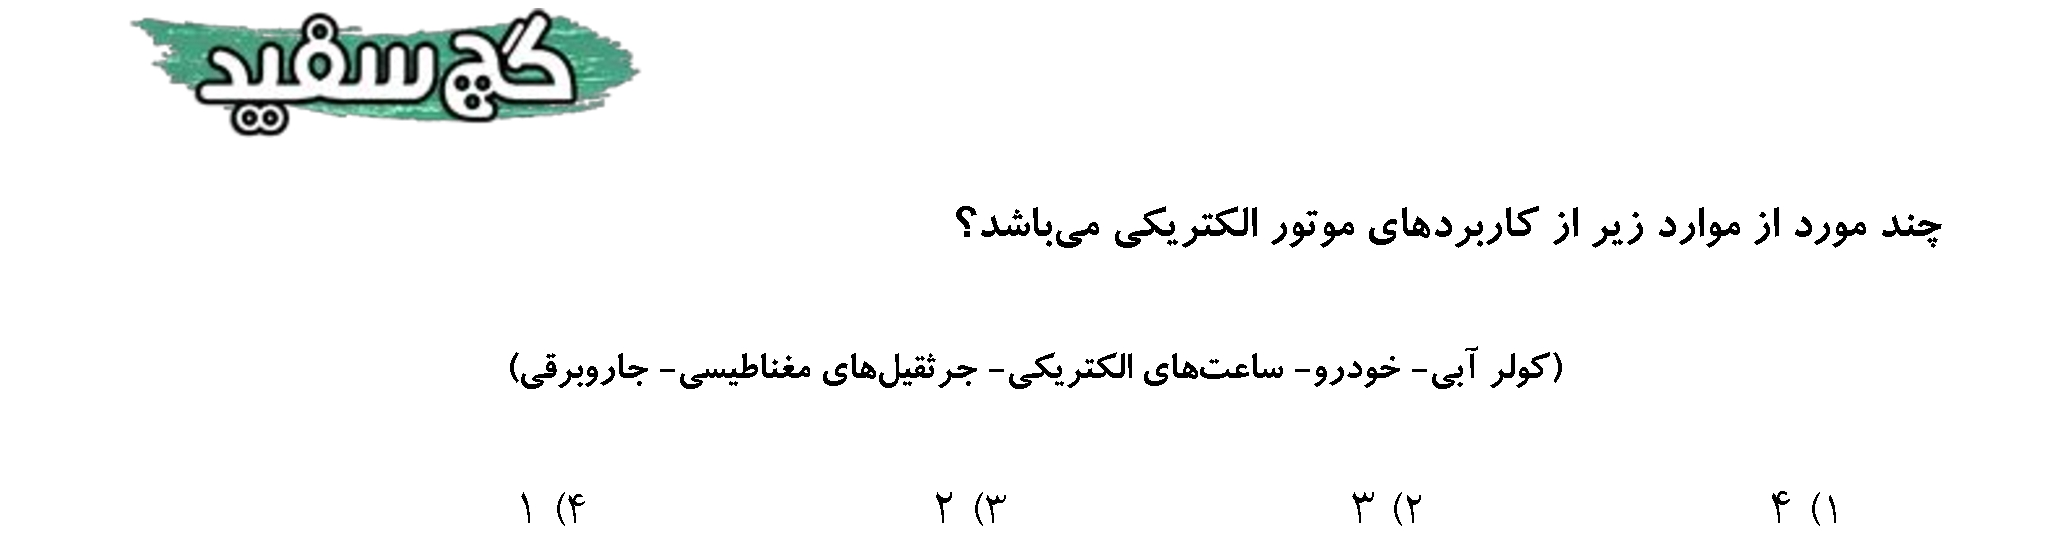 گچ سفید
چند مورد از موارد زیر از کاربردهای موتور الکتریکی می‌باشد؟
(کولر آبی- خودرو- ساعت‌های الکتریکی- جرثقیل‌های مغناطیسی- جاروبرقی)
۱) ۴ ۲) ۳ ۳) ۲ ۴) ۱